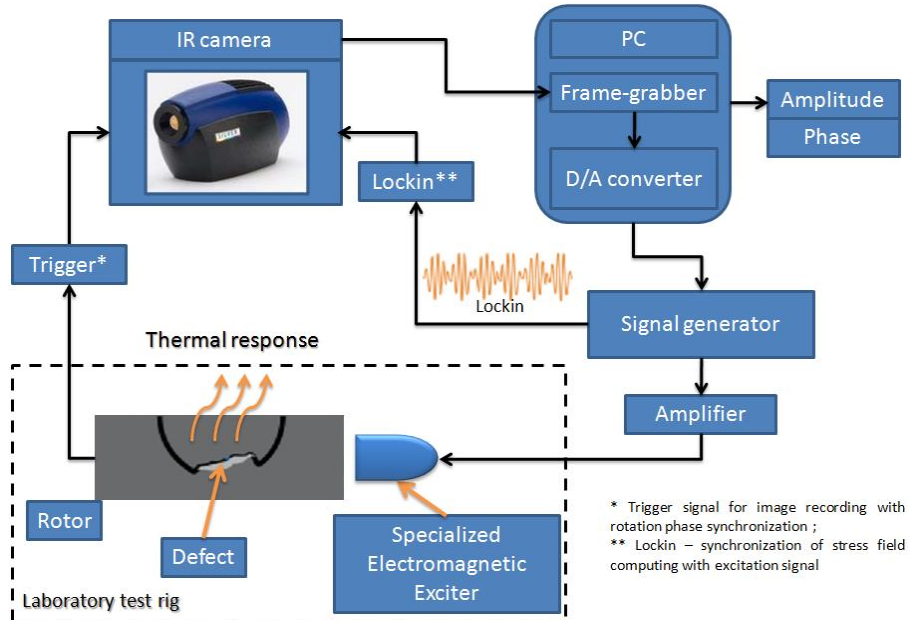 IR camera
PC
Frame-grabber
D/A converter
Amplitude
Phase
Lockin**
Trigger*
Lockin
Signal generator
Thermal response
Amplifier
Rotor
Defect
Specialized
Electromagnetic
Exciter
Laboratory test rig
* Trigger signal for image recording with
rotation phase synchronization ;
** Lockin – synchronization of stress field
computing with excitation signal